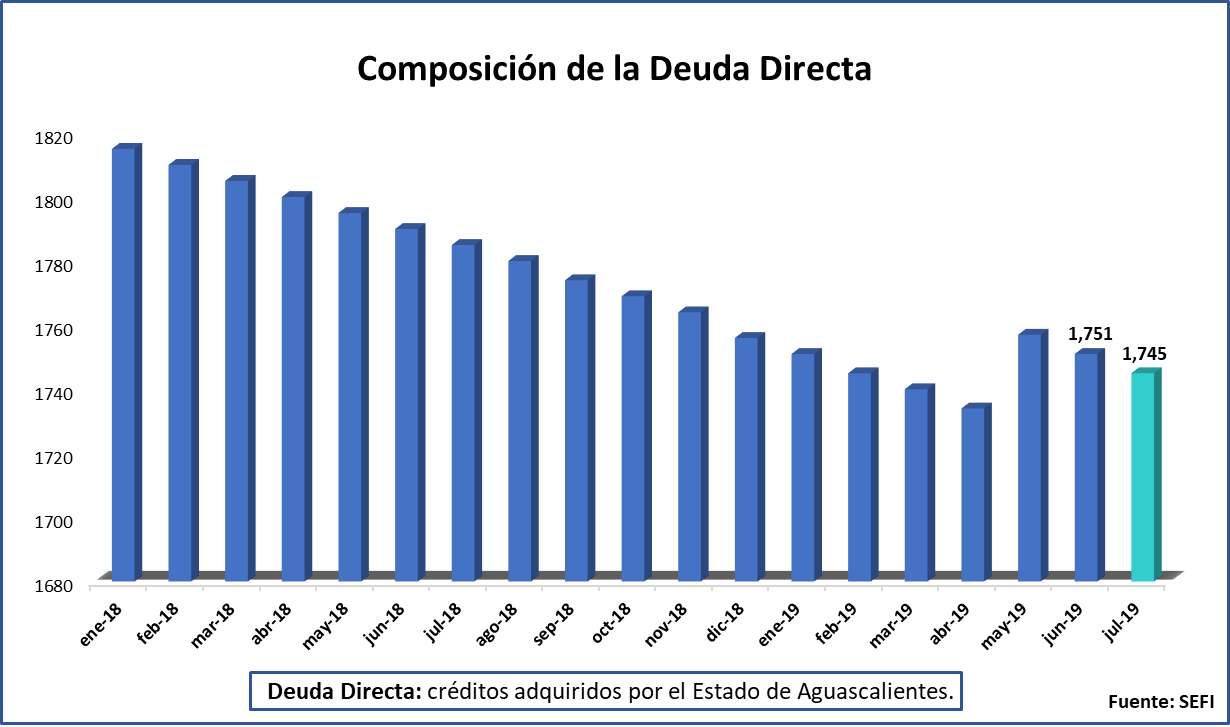 Composición de la Deuda Directa
1820
1800
1780
1760
1740
1720
1700
1680
1,751
1,745
ene-18
feb-18
mar-18
abr-18
may-18
jun-18
jul-18
ago-18
sep-18
oct-18
nov-18
dic-18
ene-19
feb-19
mar-19
abr-19
may-19
jun-19
jul-19
Deuda Directa: créditos adquiridos por el Estado de Aguascalientes.
Fuente: SEFI